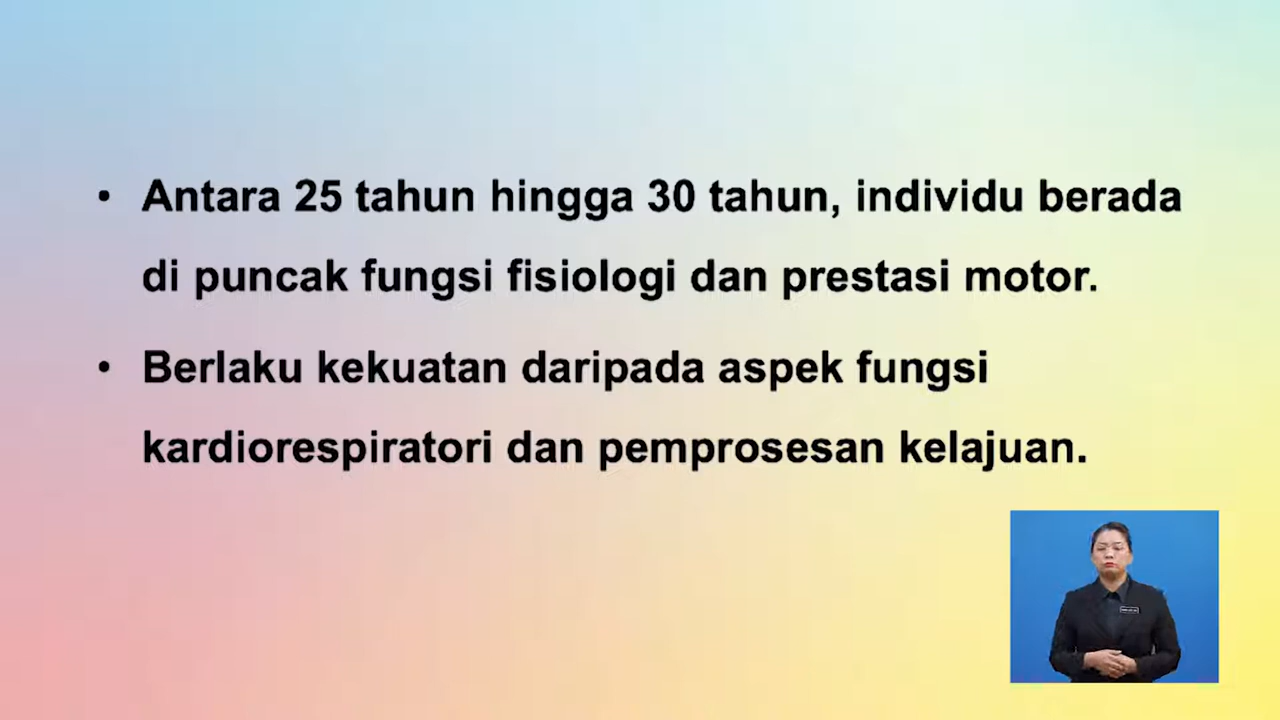 • Antara 25 tahun hingga 30 tahun, individu berada
di puncak fungsi fisiologi dan prestasi motor.
• Berlaku kekuatan daripada aspek fungsi
kardiorespiratori dan pemprosesan kelajuan.